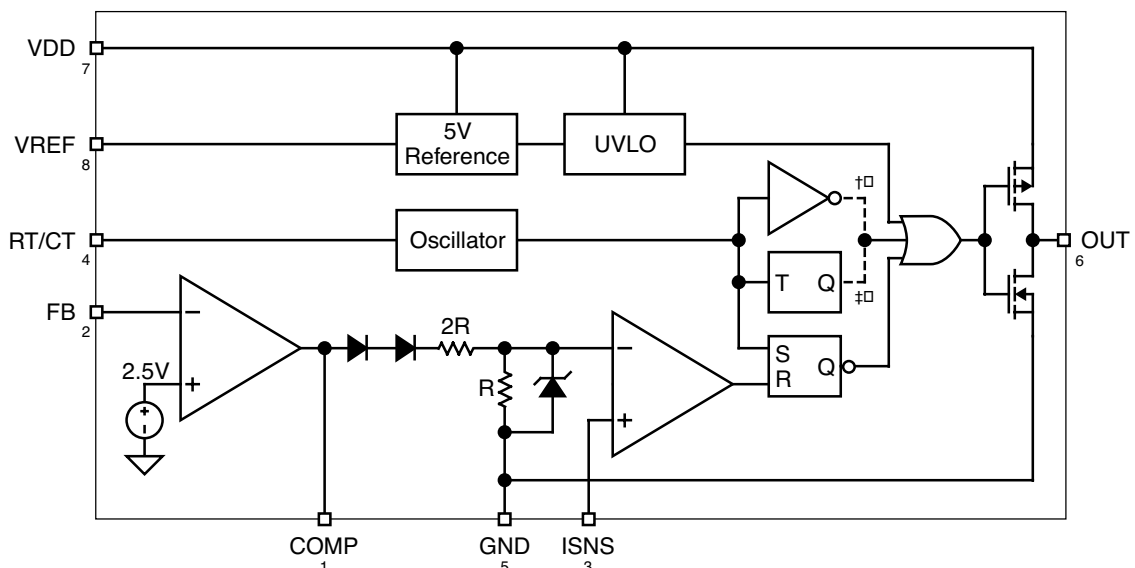 VDD
7
VREF
8
5V
Reference
UVLO
†□
RT/CT
4
Oscillator
OUT
6
T Q
‡□
FB
2
2R
2.5V
+
-
−
+
R
−
+
S
R
Q
COMP
1
GND
5
ISNS
3